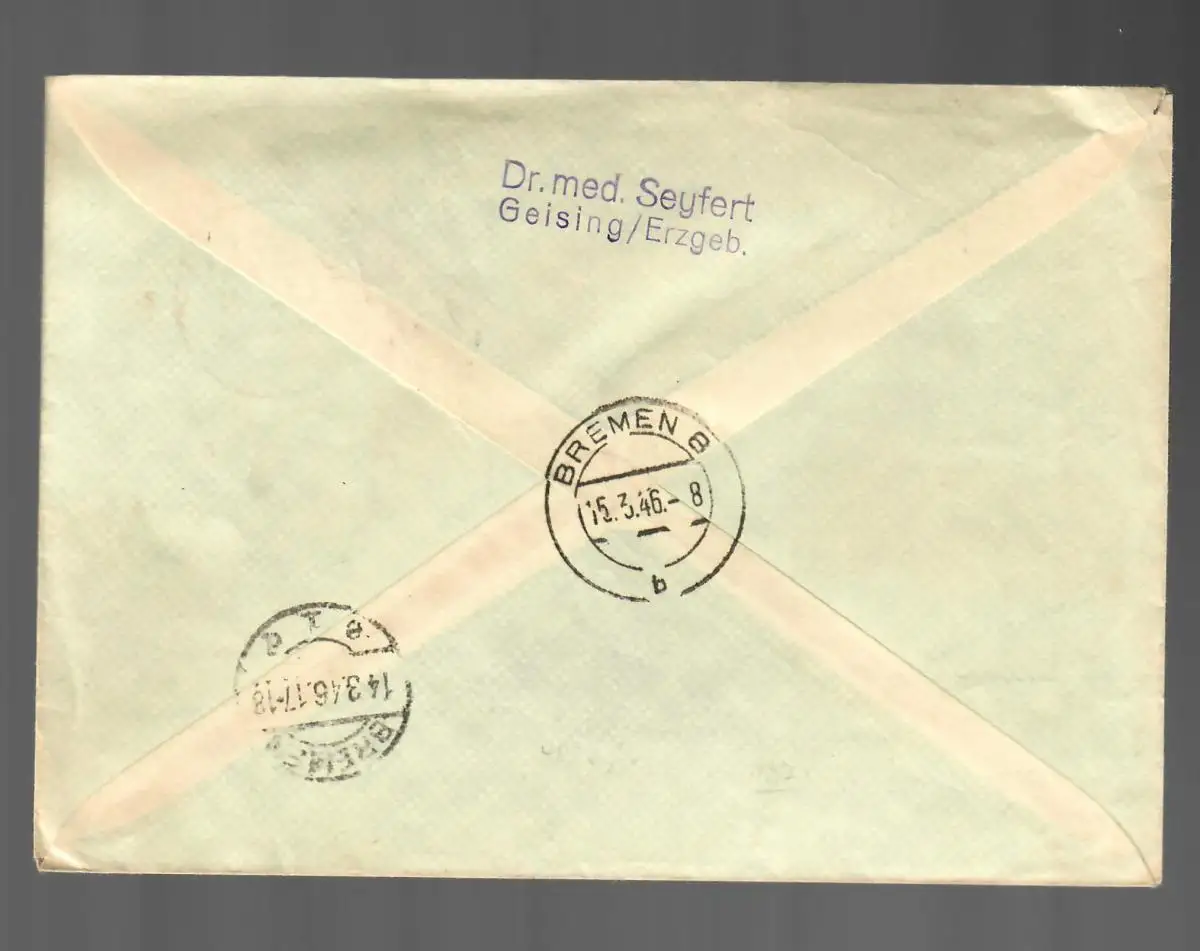 Dr. med. Seyfert
Geising/Erzgeb.
BREMEN 8
15.3.46.- 8
b
14.3.46.17-18